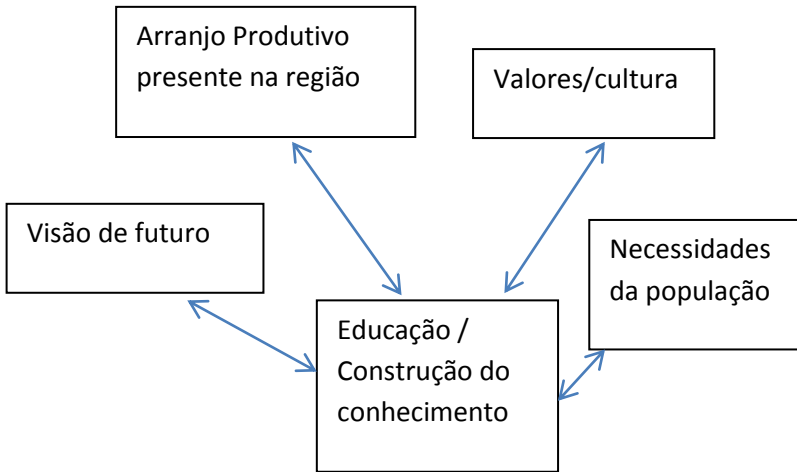 Arranjo Produtivo
presente na região
Valores/cultura
Visão de futuro
Necessidades
da população
Educação /
Construção do
conhecimento